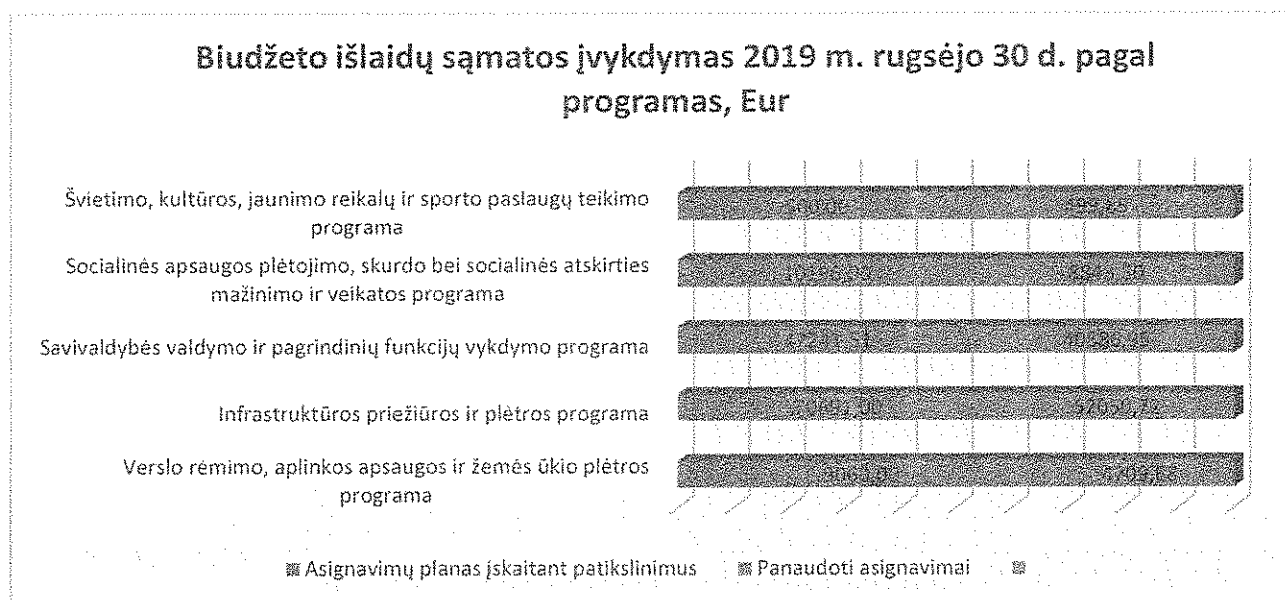 Biudžeto išlaidų sąmatos įvykdymas 2019 m. rugsėjo 30 d. pagal
programas, Eur
Švietimo, kultūros, jaunimo reikalų ir sporto paslaugų teikimo
programa
Socialinės apsaugos plėtojimo, skurdo bei socialinės atskirties
mažinimo ir veikatos programa
Savivaldybės valdymo ir pagrindinių funkcijų vykdymo programa
Infrastruktūros priežiūros ir plėtros programa
Verslo rėmimo, aplinkos apsaugos ir žemės ūkio plėtros
programa
Asignavimų planas įskaitant patikslinimus Panaudoti asignavimai